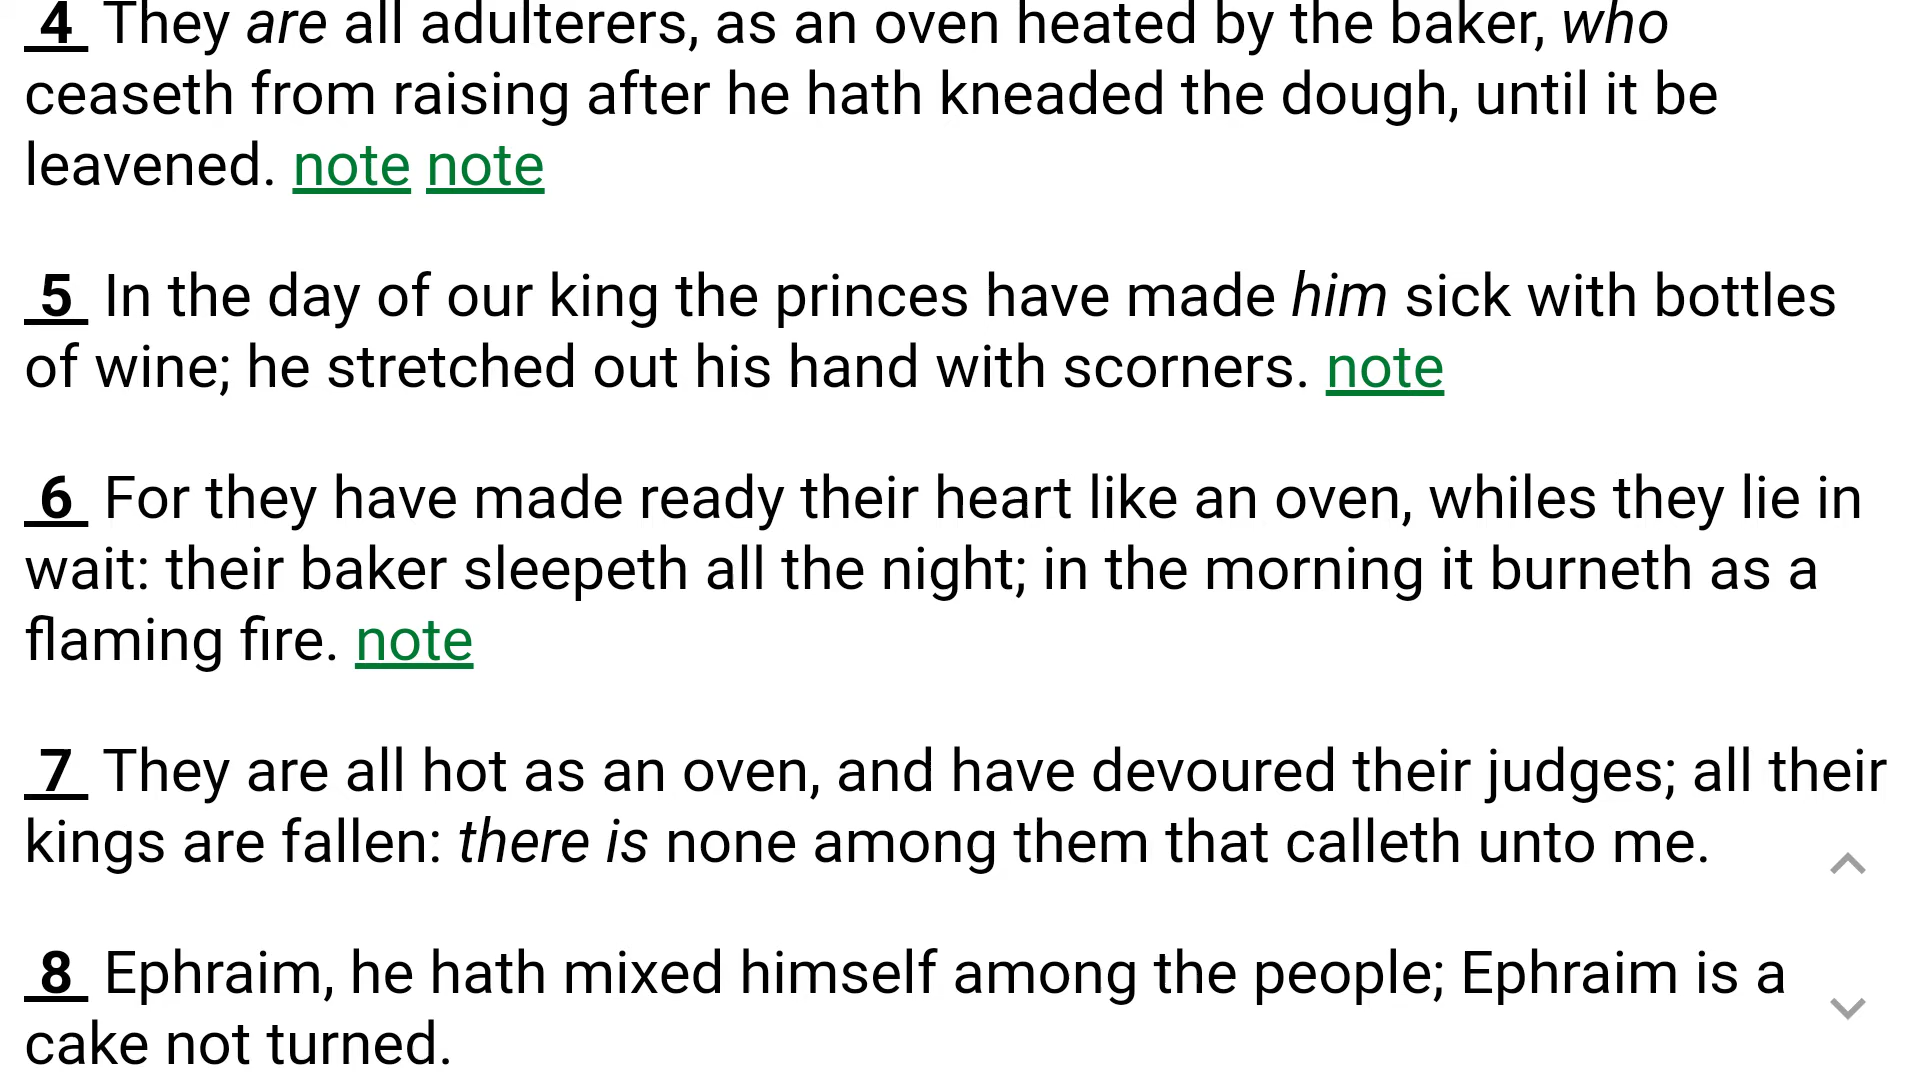 4 They are all adulterers, as an oven heated by the baker, who
ceaseth from raising after he hath kneaded the dough, until it be
leavened. note note
5 In the day of our king the princes have made him sick with bottles
of wine; he stretched out his hand with scorners. note
6 For they have made ready their heart like an oven, whiles they lie in
wait: their baker sleepeth all the night; in the morning it burneth as a
flaming fire. note
7 They are all hot as an oven, and have devoured their judges; all their
kings are fallen: there is none among them that calleth unto me.
8 Ephraim, he hath mixed himself among the people; Ephraim is a
cake not turned.